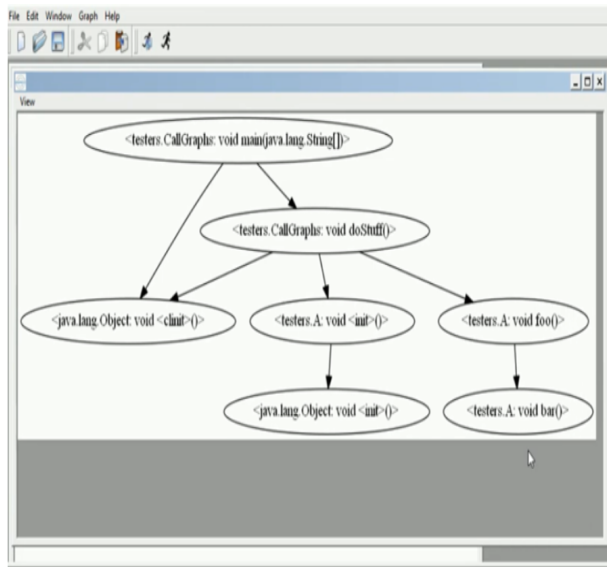 File Edit Window Graph Help
View
<testers.CallGraphs: void main(java.lang.String[])>
<testers.CallGraphs: void doStuff()>
<java.lang.Object: void <clinit>()>
<testers.A: void <init>()>
<testers.A: void foo()>
<java.lang.Object: void <init>()>
<testers.A: void bar()>